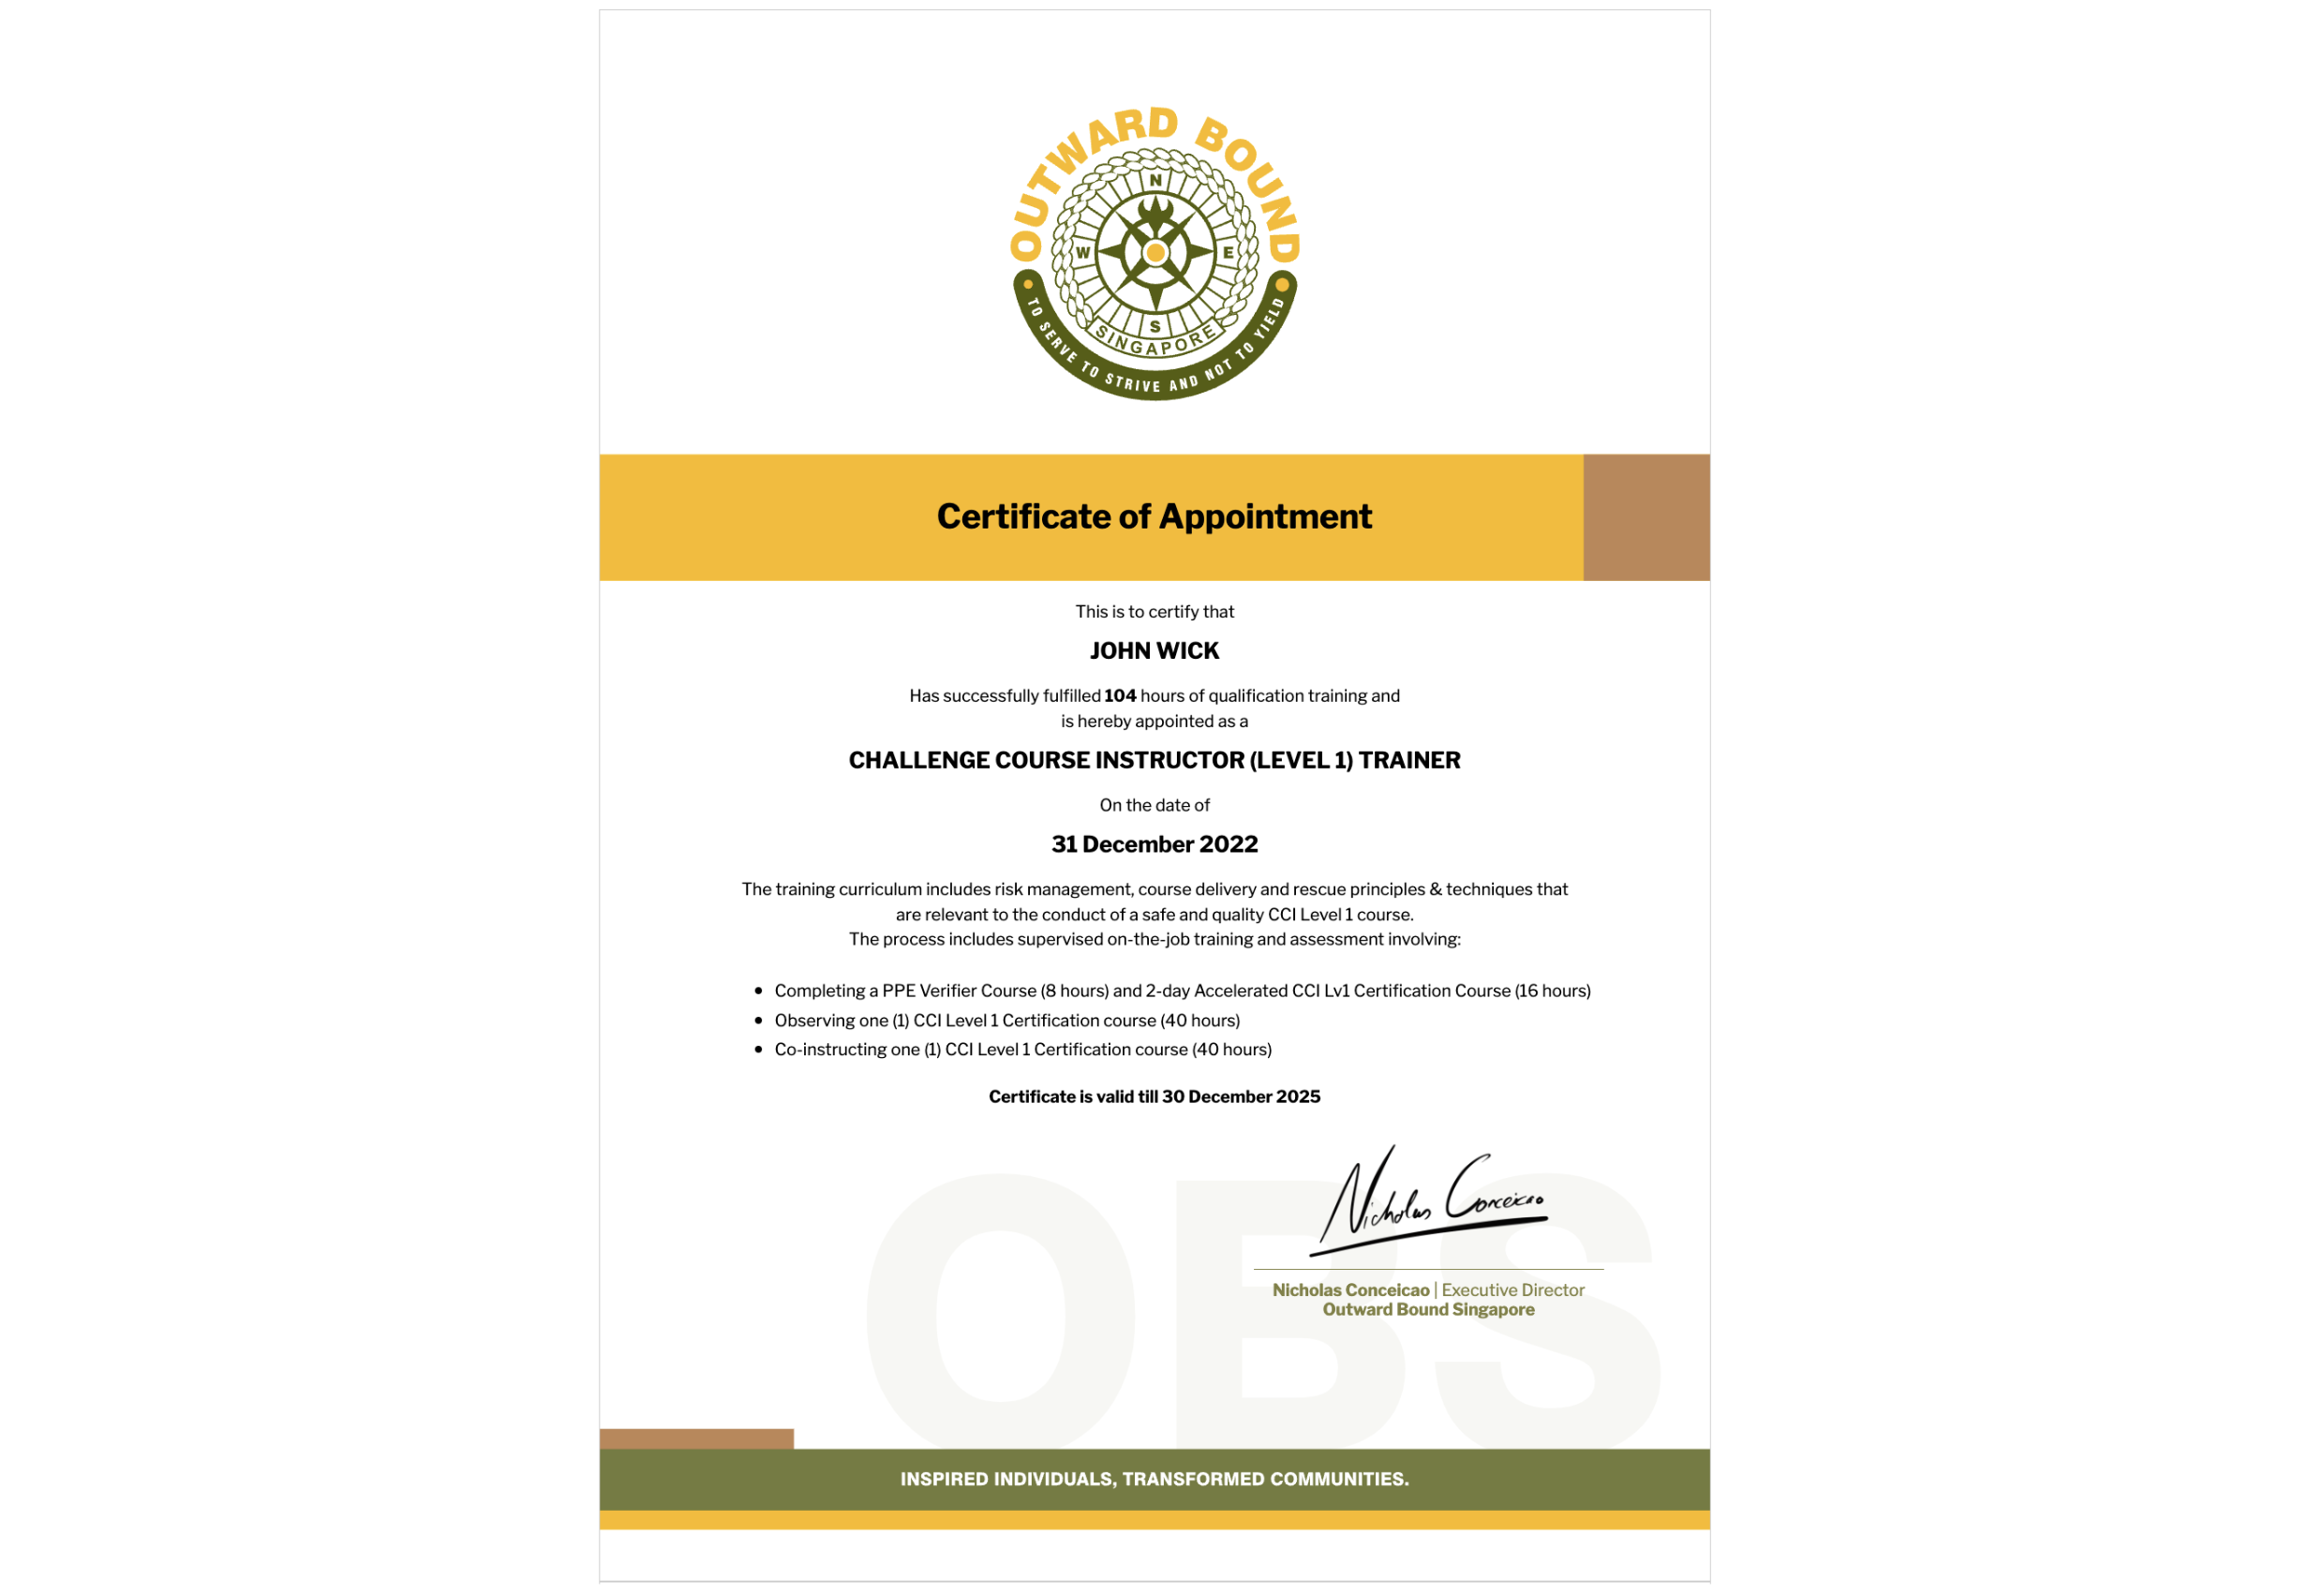 OUTWARD BOUND
N
W
E
S
SINGAPORE
TO SERVE TO STRIVE AND NOT TO YIELD
Certificate of Appointment
This is to certify that
JOHN WICK
Has successfully fulfilled 104 hours of qualification training and
is hereby appointed as a
CHALLENGE COURSE INSTRUCTOR (LEVEL 1) TRAINER
On the date of
31 December 2022
The training curriculum includes risk management, course delivery and rescue principles & techniques that
are relevant to the conduct of a safe and quality CCI Level 1 course.
The process includes supervised on-the-job training and assessment involving:
• Completing a PPE Verifier Course (8 hours) and 2-day Accelerated CCI Lv1 Certification Course (16 hours)
• Observing one (1) CCI Level 1 Certification course (40 hours)
• Co-instructing one (1) CCI Level 1 Certification course (40 hours)
Certificate is valid till 30 December 2025
Nicholas Conceicao
Nicholas Conceicao | Executive Director
Outward Bound Singapore
OBS
INSPIRED INDIVIDUALS, TRANSFORMED COMMUNITIES.